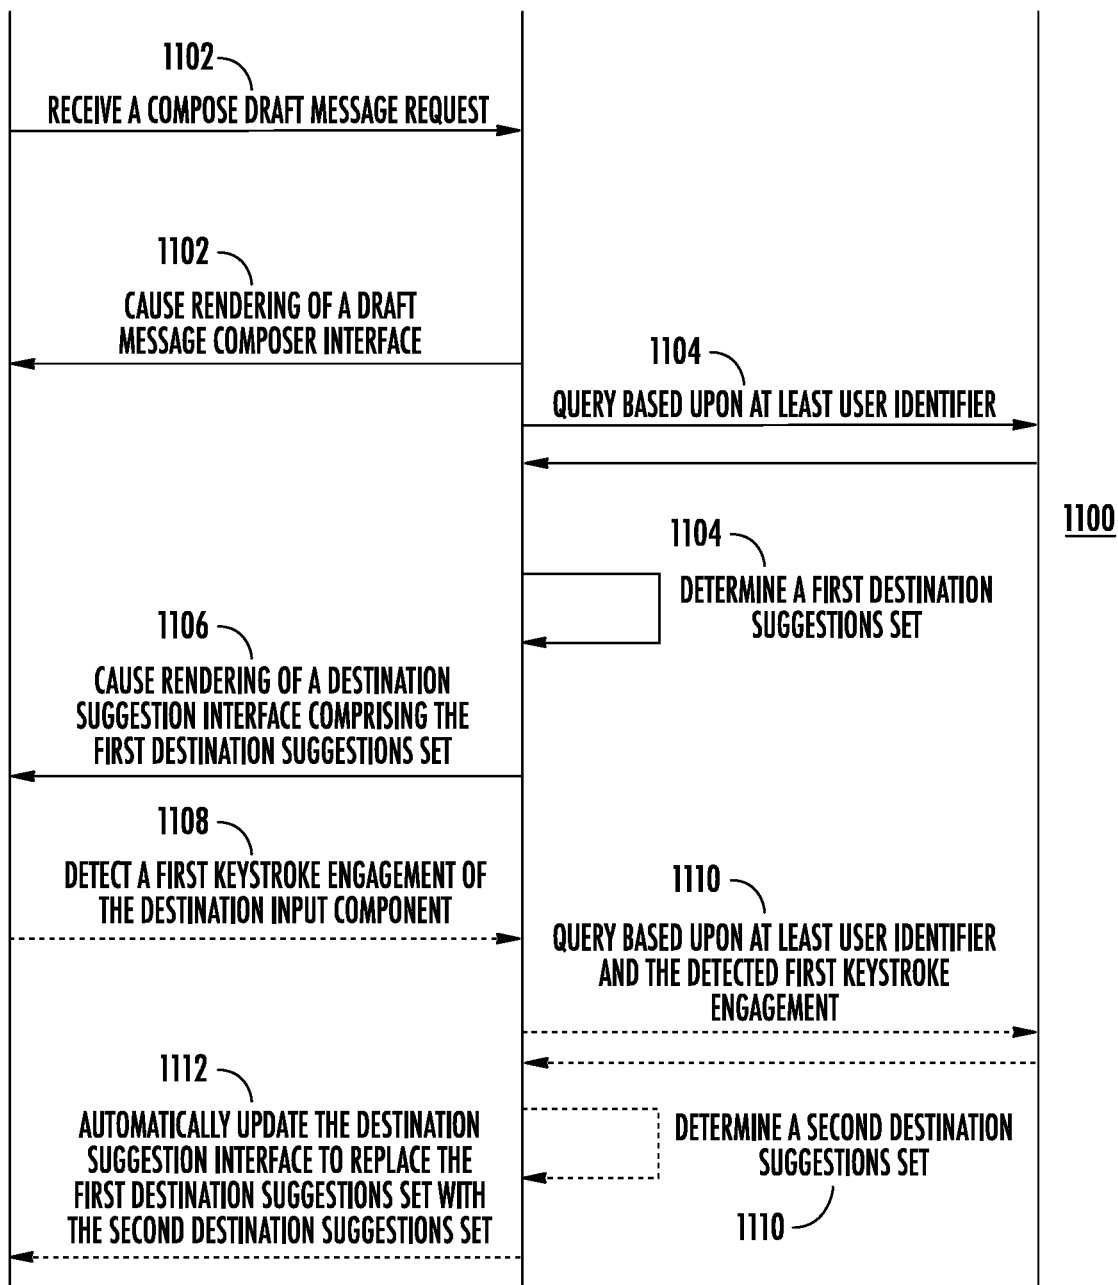 1102
RECEIVE A COMPOSE DRAFT MESSAGE REQUEST
1102
CAUSE RENDERING OF A DRAFT
MESSAGE COMPOSER INTERFACE
1104
QUERY BASED UPON AT LEAST USER IDENTIFIER
1100
1104
DETERMINE A FIRST DESTINATION
SUGGESTIONS SET
1106
CAUSE RENDERING OF A DESTINATION
SUGGESTION INTERFACE COMPRISING THE
FIRST DESTINATION SUGGESTIONS SET
1108
DETECT A FIRST KEYSTROKE ENGAGEMENT OF
THE DESTINATION INPUT COMPONENT
1110
QUERY BASED UPON AT LEAST USER IDENTIFIER
AND THE DETECTED FIRST KEYSTROKE
ENGAGEMENT
1112
AUTOMATICALLY UPDATE THE DESTINATION
SUGGESTION INTERFACE TO REPLACE THE
FIRST DESTINATION SUGGESTIONS SET WITH
THE SECOND DESTINATION SUGGESTIONS SET
DETERMINE A SECOND DESTINATION
SUGGESTIONS SET
1110